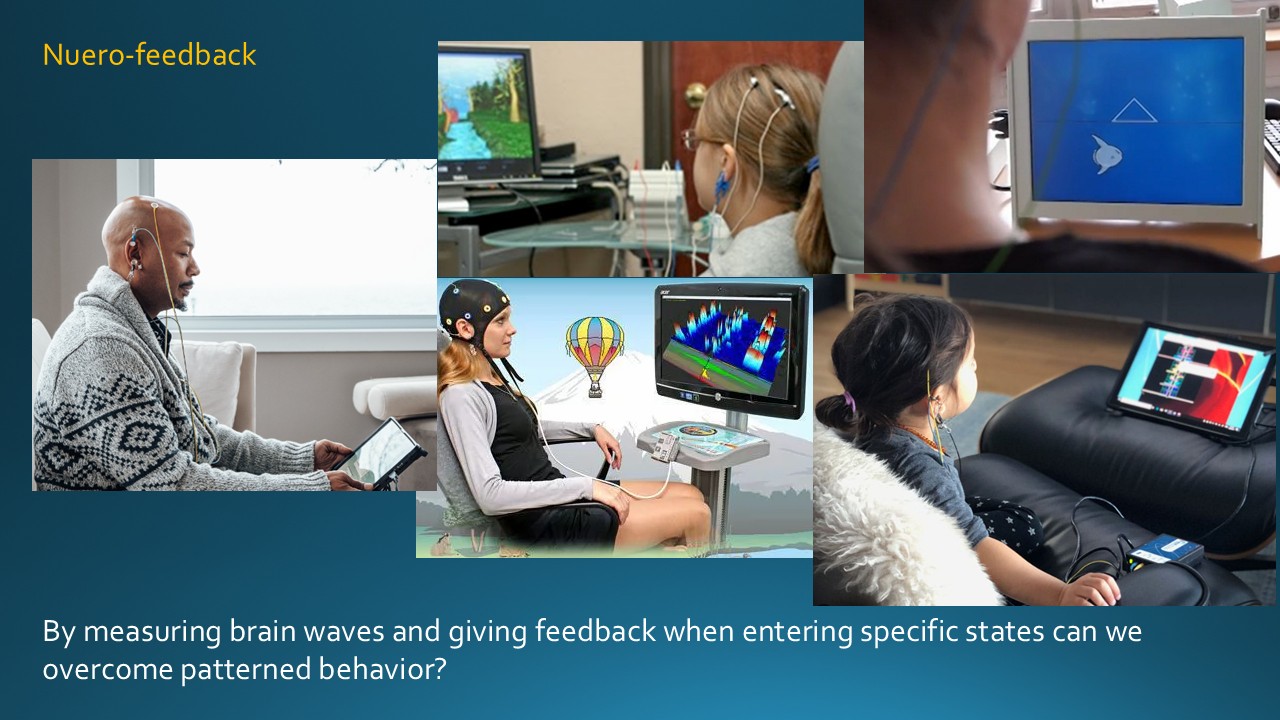 Nuero-feedback
By measuring brain waves and giving feedback when entering specific states can we
overcome patterned behavior?